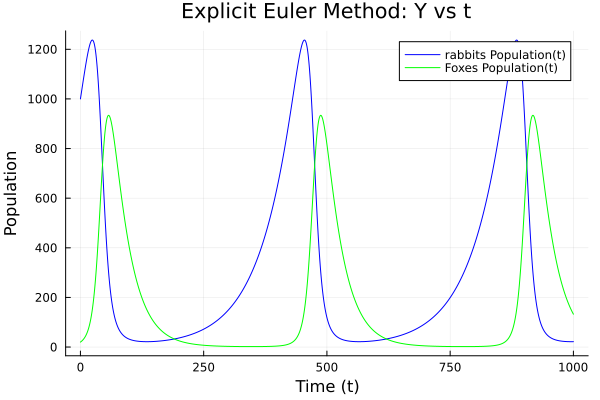 Explicit Euler Method: Y vs t
rabbits Population(t)
Foxes Population(t)
Population
1200
1000
800
600
400
200
0
0 250 500 750 1000
Time (t)